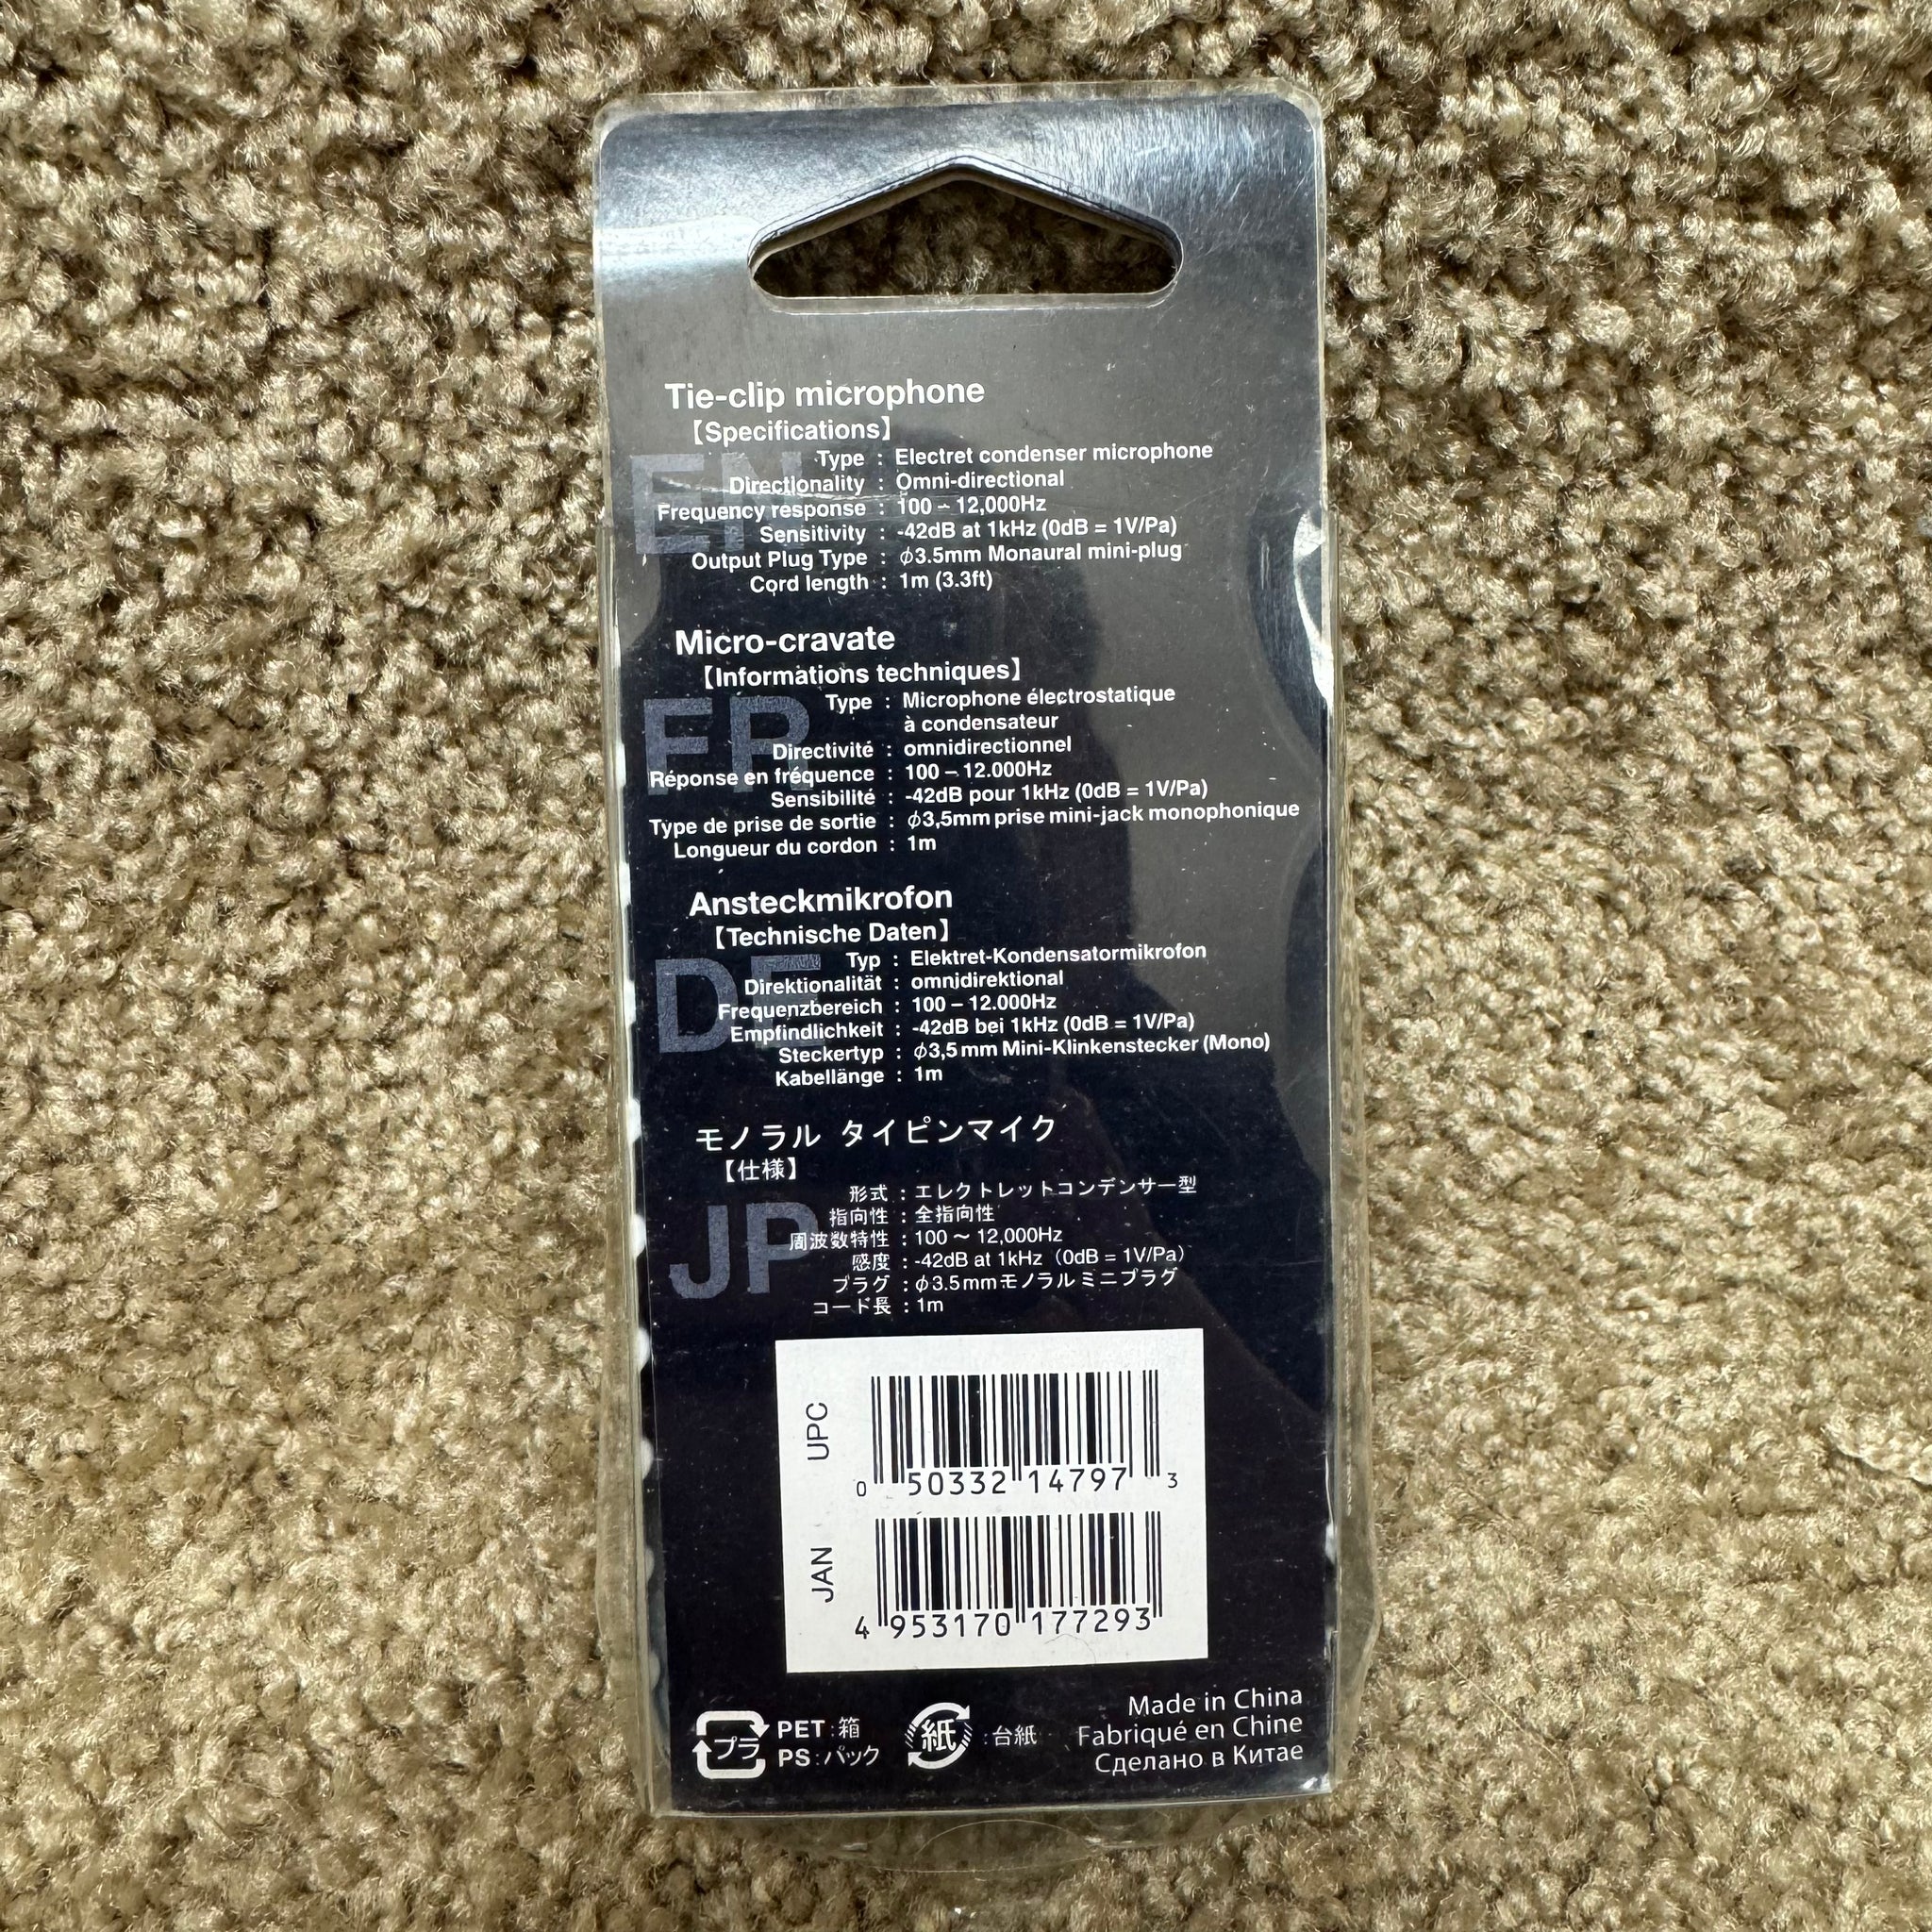 Tie-clip microphone
【Specifications】
EN
Type : Electret condenser microphone
Directionality : Omni-directional
Frequency response : 100 – 12,000Hz
Sensitivity : -42dB at 1kHz (0dB = 1V/Pa)
Output Plug Type : φ3.5mm Monaural mini-plug
Cord length : 1m (3.3ft)
Micro-cravate
【Informations techniques】
FR
Type : Microphone électrostatique
à condensateur
Directivité : omnidirectionnel
Réponse en fréquence : 100 – 12.000Hz
Sensibilité : -42dB pour 1kHz (0dB = 1V/Pa)
Type de prise de sortie : φ3,5mm prise mini-jack monophonique
Longueur du cordon : 1m
Ansteckmikrofon
【Technische Daten】
DE
Typ : Elektret-Kondensatormikrofon
Direktionalität : omnidirektional
Frequenzbereich : 100 – 12.000Hz
Empfindlichkeit : -42dB bei 1kHz (0dB = 1V/Pa)
Steckertyp : φ3,5 mm Mini-Klinkenstecker (Mono)
Kabellänge : 1m
モノラル タイピンマイク
【仕様】
JP
形式 : エレクトレットコンデンサー型
指向性 : 全指向性
周波数特性 : 100 ~ 12,000Hz
感度 : -42dB at 1kHz（0dB = 1V/Pa）
プラグ : φ3.5mmモノラルミニプラグ
コード長 : 1m
UPC
0 50332 14797 3
JAN
4 953170 177293
プラ PET : 箱
PS : パック
紙 : 台紙
Made in China
Fabriqué en Chine
Сделано в Китае